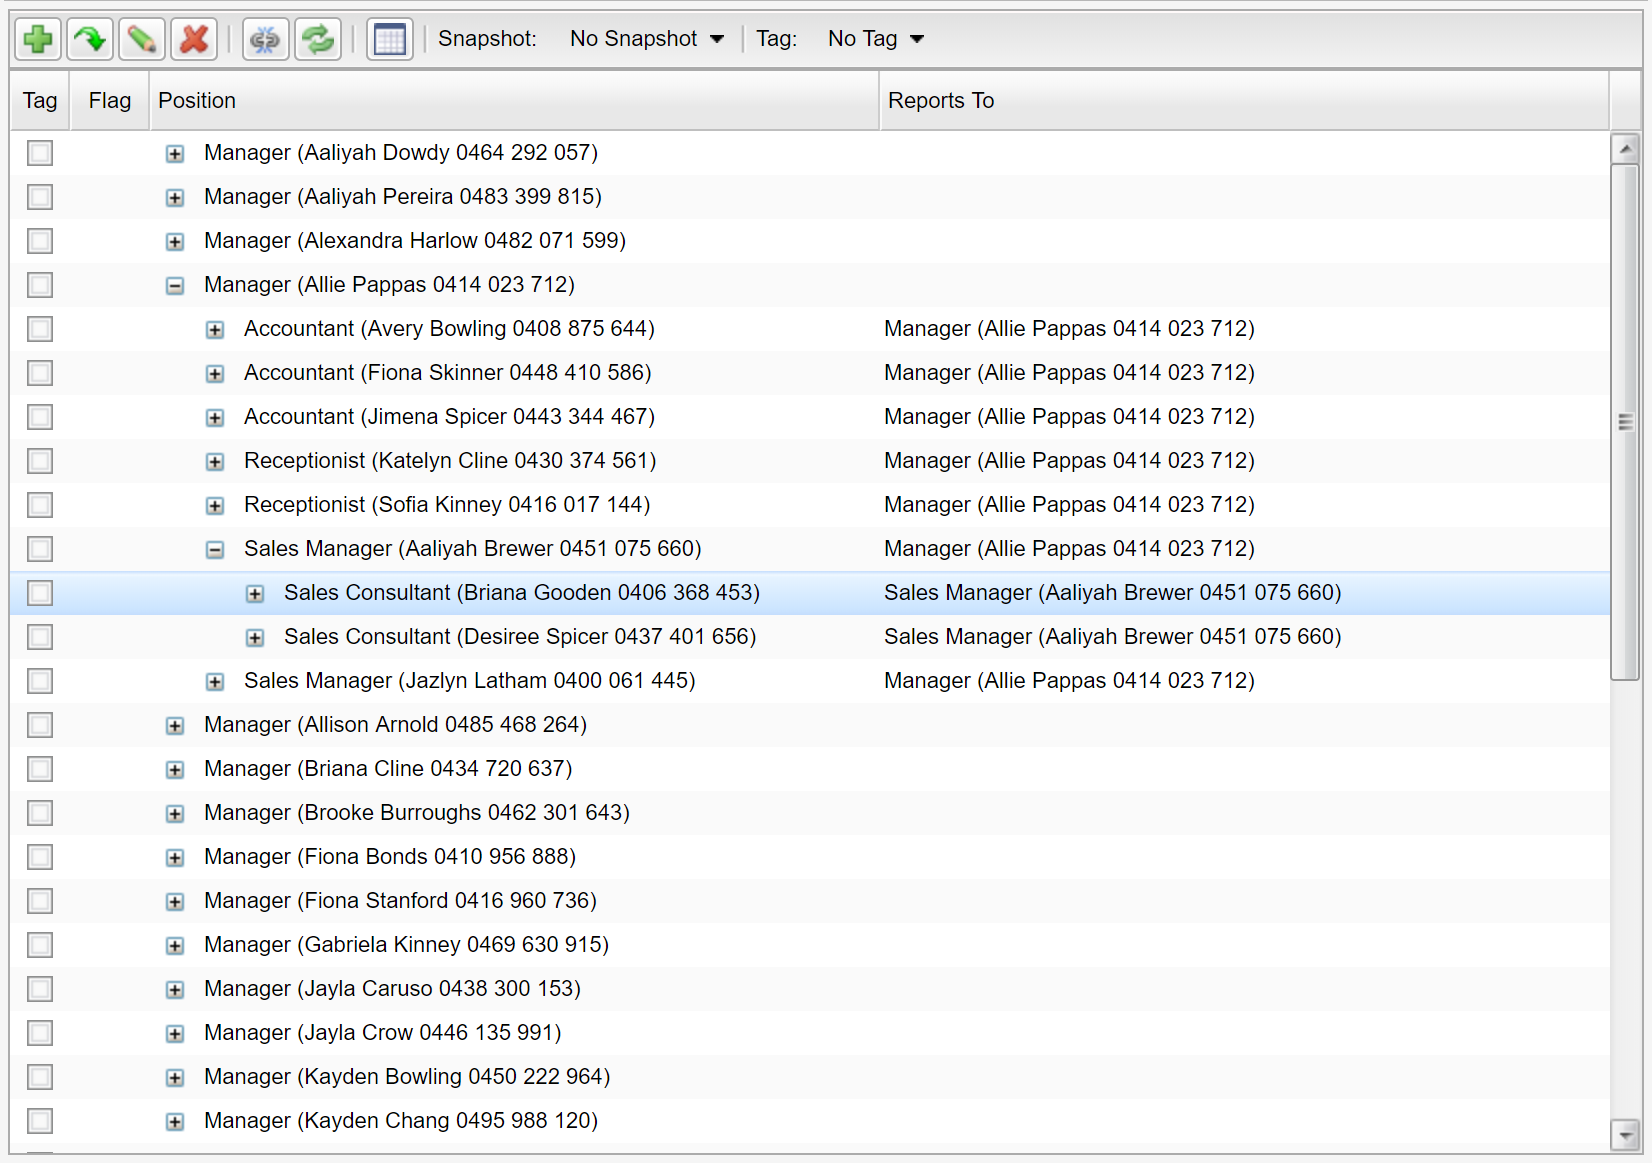 Snapshot: No Snapshot Tag: No Tag
Tag Flag Position Reports To
Manager (Aaliyah Dowdy 0464 292 057)
Manager (Aaliyah Pereira 0483 399 815)
Manager (Alexandra Harlow 0482 071 599)
Manager (Allie Pappas 0414 023 712)
Accountant (Avery Bowling 0408 875 644) Manager (Allie Pappas 0414 023 712)
Accountant (Fiona Skinner 0448 410 586) Manager (Allie Pappas 0414 023 712)
Accountant (Jimena Spicer 0443 344 467) Manager (Allie Pappas 0414 023 712)
Receptionist (Katelyn Cline 0430 374 561) Manager (Allie Pappas 0414 023 712)
Receptionist (Sofia Kinney 0416 017 144) Manager (Allie Pappas 0414 023 712)
Sales Manager (Aaliyah Brewer 0451 075 660) Manager (Allie Pappas 0414 023 712)
Sales Consultant (Briana Gooden 0406 368 453) Sales Manager (Aaliyah Brewer 0451 075 660)
Sales Consultant (Desiree Spicer 0437 401 656) Sales Manager (Aaliyah Brewer 0451 075 660)
Sales Manager (Jazlyn Latham 0400 061 445) Manager (Allie Pappas 0414 023 712)
Manager (Allison Arnold 0485 468 264)
Manager (Briana Cline 0434 720 637)
Manager (Brooke Burroughs 0462 301 643)
Manager (Fiona Bonds 0410 956 888)
Manager (Fiona Stanford 0416 960 736)
Manager (Gabriela Kinney 0469 630 915)
Manager (Jayla Caruso 0438 300 153)
Manager (Jayla Crow 0446 135 991)
Manager (Kayden Bowling 0450 222 964)
Manager (Kayden Chang 0495 988 120)